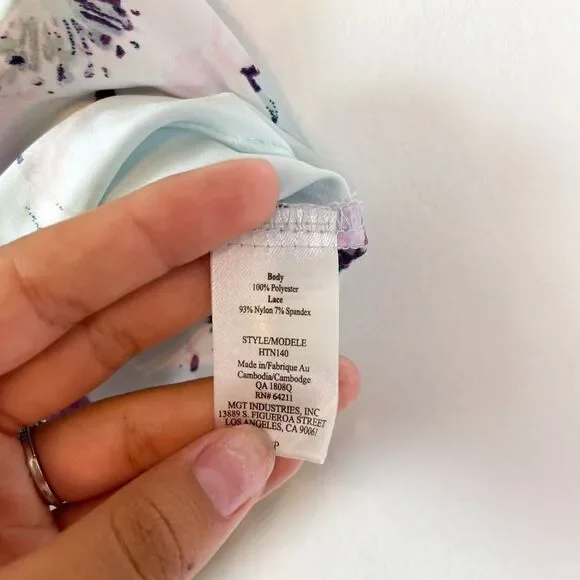 Body
100% Polyester
Lace
93% Nylon 7% Spandex
STYLE/MODELE
HTN140
Made in/Fabrique Au
Cambodia/Cambodge
QA 1808Q
RN# 64211
MGT INDUSTRIES, INC
13889 S. FIGUEROA STREET
LOS ANGELES, CA 90061